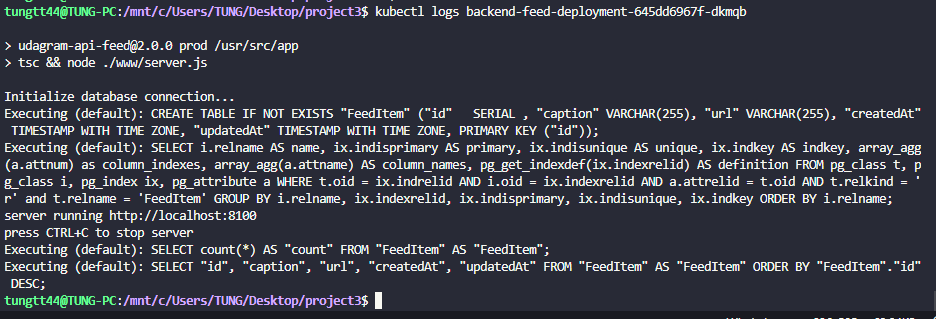 tungtt44@TUNG-PC:/mnt/c/Users/TUNG/Desktop/project3$ kubectl logs backend-feed-deployment-645dd6967f-dkmqb
> udagram-api-feed@2.0.0 prod /usr/src/app
> tsc && node ./www/server.js
Initialize database connection...
Executing (default): CREATE TABLE IF NOT EXISTS "FeedItem" ("id"   SERIAL , "caption" VARCHAR(255), "url" VARCHAR(255), "createdAt"
 TIMESTAMP WITH TIME ZONE, "updatedAt" TIMESTAMP WITH TIME ZONE, PRIMARY KEY ("id"));
Executing (default): SELECT i.relname AS name, ix.indisprimary AS primary, ix.indisunique AS unique, ix.indkey AS indkey, array_agg
(a.attnum) as column_indexes, array_agg(a.attname) AS column_names, pg_get_indexdef(ix.indexrelid) AS definition FROM pg_class t, p
g_class i, pg_index ix, pg_attribute a WHERE t.oid = ix.indrelid AND i.oid = ix.indexrelid AND a.attrelid = t.oid AND t.relkind = '
r' and t.relname = 'FeedItem' GROUP BY i.relname, ix.indexrelid, ix.indisprimary, ix.indisunique, ix.indkey ORDER BY i.relname;
server running http://localhost:8100
press CTRL+C to stop server
Executing (default): SELECT count(*) AS "count" FROM "FeedItem" AS "FeedItem";
Executing (default): SELECT "id", "caption", "url", "createdAt", "updatedAt" FROM "FeedItem" AS "FeedItem" ORDER BY "FeedItem"."id"
 DESC;
tungtt44@TUNG-PC:/mnt/c/Users/TUNG/Desktop/project3$